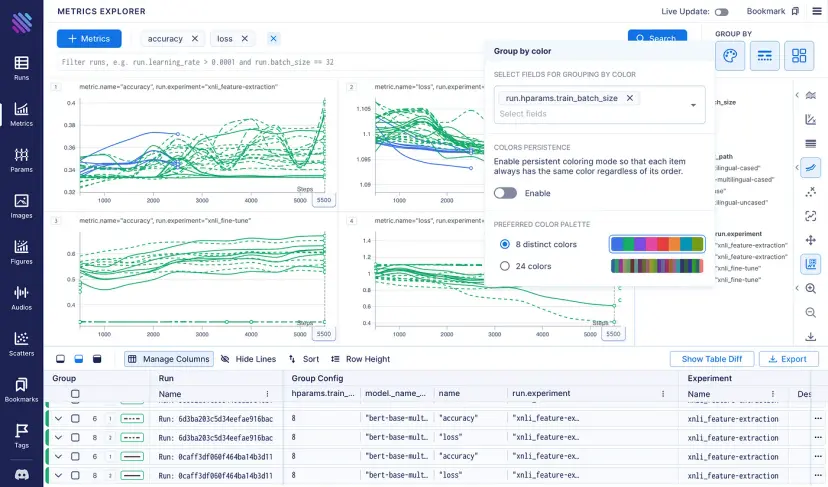 METRICS EXPLORER
Live Update:
Bookmark
Runs
Metrics
Params
Images
Figures
Audios
Scatters
Bookmarks
Tags
Metrics
accuracy
loss
Search
Filter runs, e.g. run.learning_rate > 0.0001 and run.batch_size == 32
1 metric.name="accuracy", run.experiment="xnli_feature-extraction"
0.4
0.38
0.36
0.34
0.32
1000 2000 3000 4000 5000
Steps
5500
2 metric.name="loss", run.ex
1.105
1.1
1.095
1.09
1000 2000
3 metric.name="accuracy", run.experiment="xnli_fine-tune"
0.6
0.5
0.4
1000 2000 3000 4000 5000
Steps
5500
4 metric.name="loss", run.ex
1.4
1.2
1
0.8
0.6
0.4
1000 2000 3000 4000 5000
Steps
5500
Group by color
SELECT FIELDS FOR GROUPING BY COLOR
run.hparams.train_batch_size
Select fields
COLORS PERSISTENCE
Enable persistent coloring mode so that each item
always has the same color regardless of its order.
Enable
PREFERRED COLOR PALETTE
8 distinct colors
24 colors
GROUP BY
h_size
_path
ilingual-cased"
-multilingual-cased"
ase"
ilingual-uncased"
run.experiment
"xnli_feature-extraction"
"xnli_feature-extraction"
"xnli_fine-tune"
"xnli_fine-tune"
Manage Columns
Hide Lines
Sort
Row Height
Show Table Diff
Export
Group Run Group Config Experiment
Name hparams.train_... model._name_... name run.experiment Name Des
6 1 Run: 6d3ba203c5d34eefae916bac 8 "bert-base-mult... "accuracy" "xnli_feature-ex... xnli_feature-extraction
8 3 Run: 6d3ba203c5d34eefae916bac 8 "bert-base-mult... "loss" "xnli_feature-ex... xnli_feature-extraction
6 1 Run: 0caff3df060f464ba14b3d11 8 "bert-base-mult... "accuracy" "xnli_feature-ex... xnli_feature-extraction
8 2 Run: 0caff3df060f464ba14b3d11 8 "bert-base-mult... "loss" "xnli_feature-ex... xnli_feature-extraction